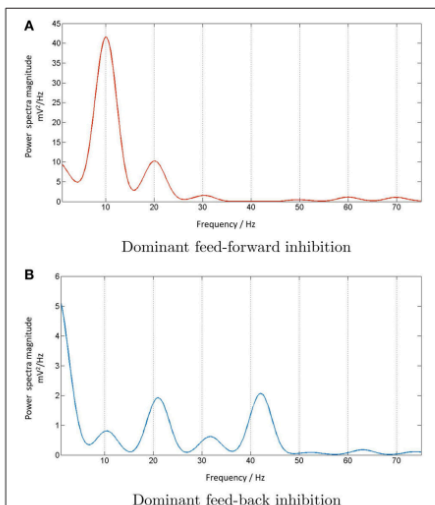 A
Power spectra magnitude
mV²/Hz
45
40
35
30
25
20
15
10
5
0
10 20 30 40 50 60 70
Frequency / Hz
Dominant feed-forward inhibition
B
Power spectra magnitude
mV²/Hz
6
5
4
3
2
1
0
10 20 30 40 50 60 70
Frequency / Hz
Dominant feed-back inhibition